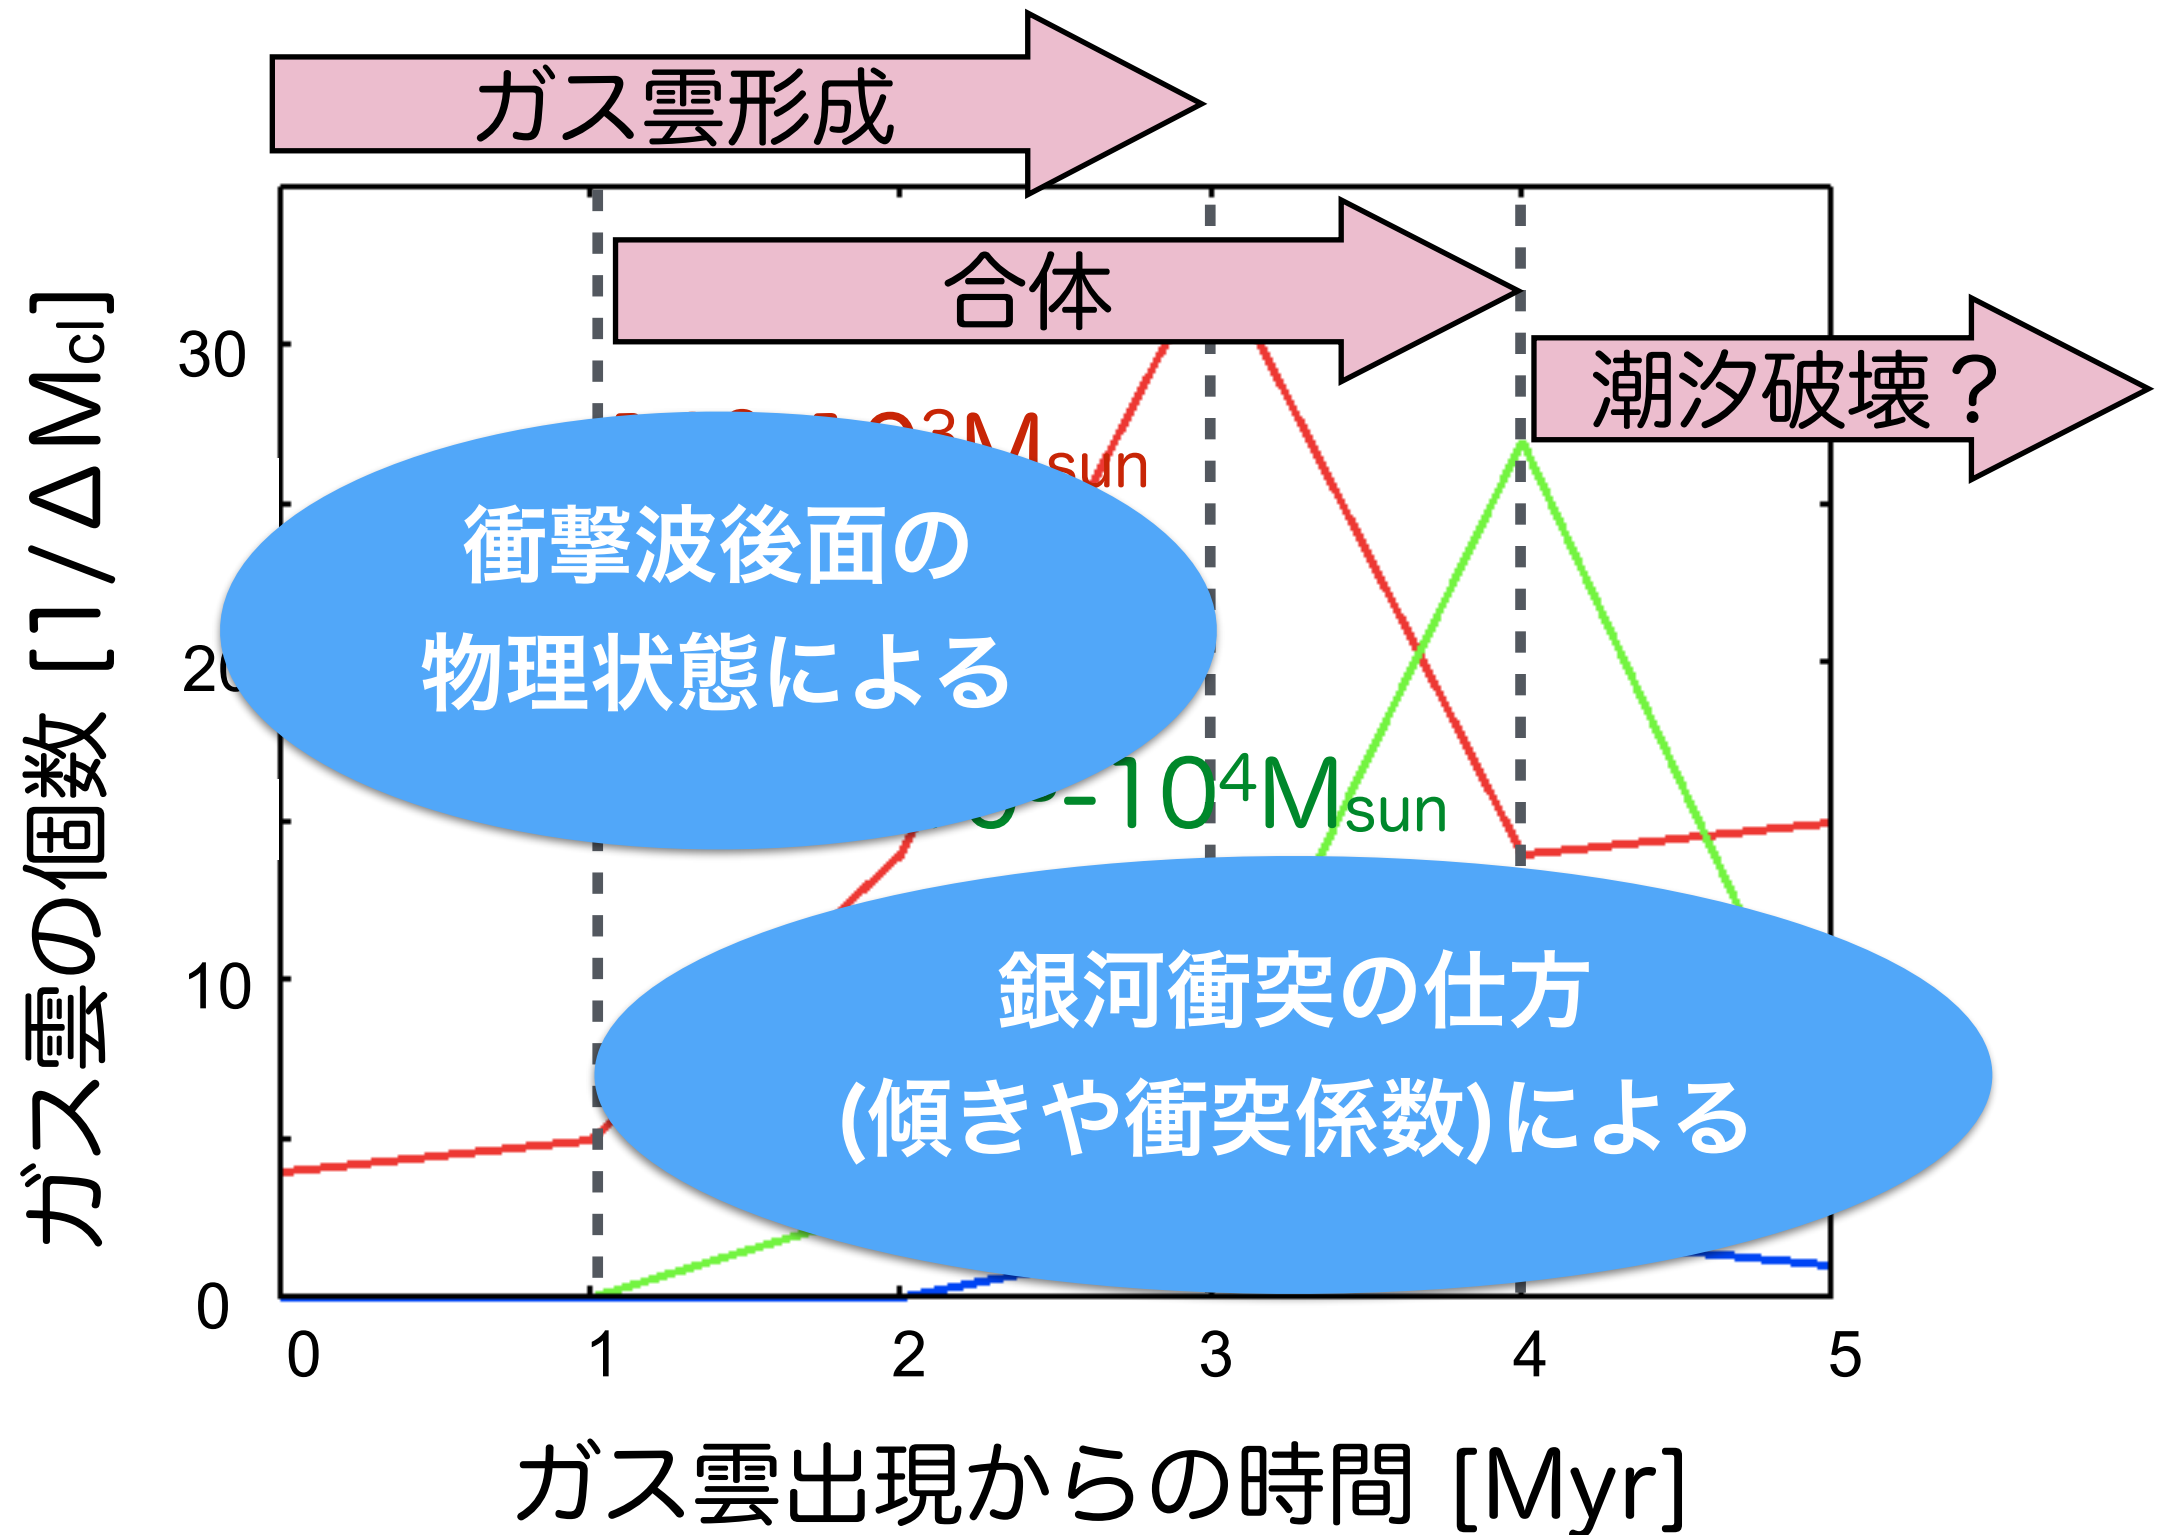 ガス雲形成
合体
潮汐破壊？
ガス雲の個数 [1/ΔMcl]
30
10
0
3Msun
衝撃波後面の
物理状態による
-10⁴Msun
銀河衝突の仕方
(傾きや衝突係数)による
0 1 2 3 4 5
ガス雲出現からの時間 [Myr]